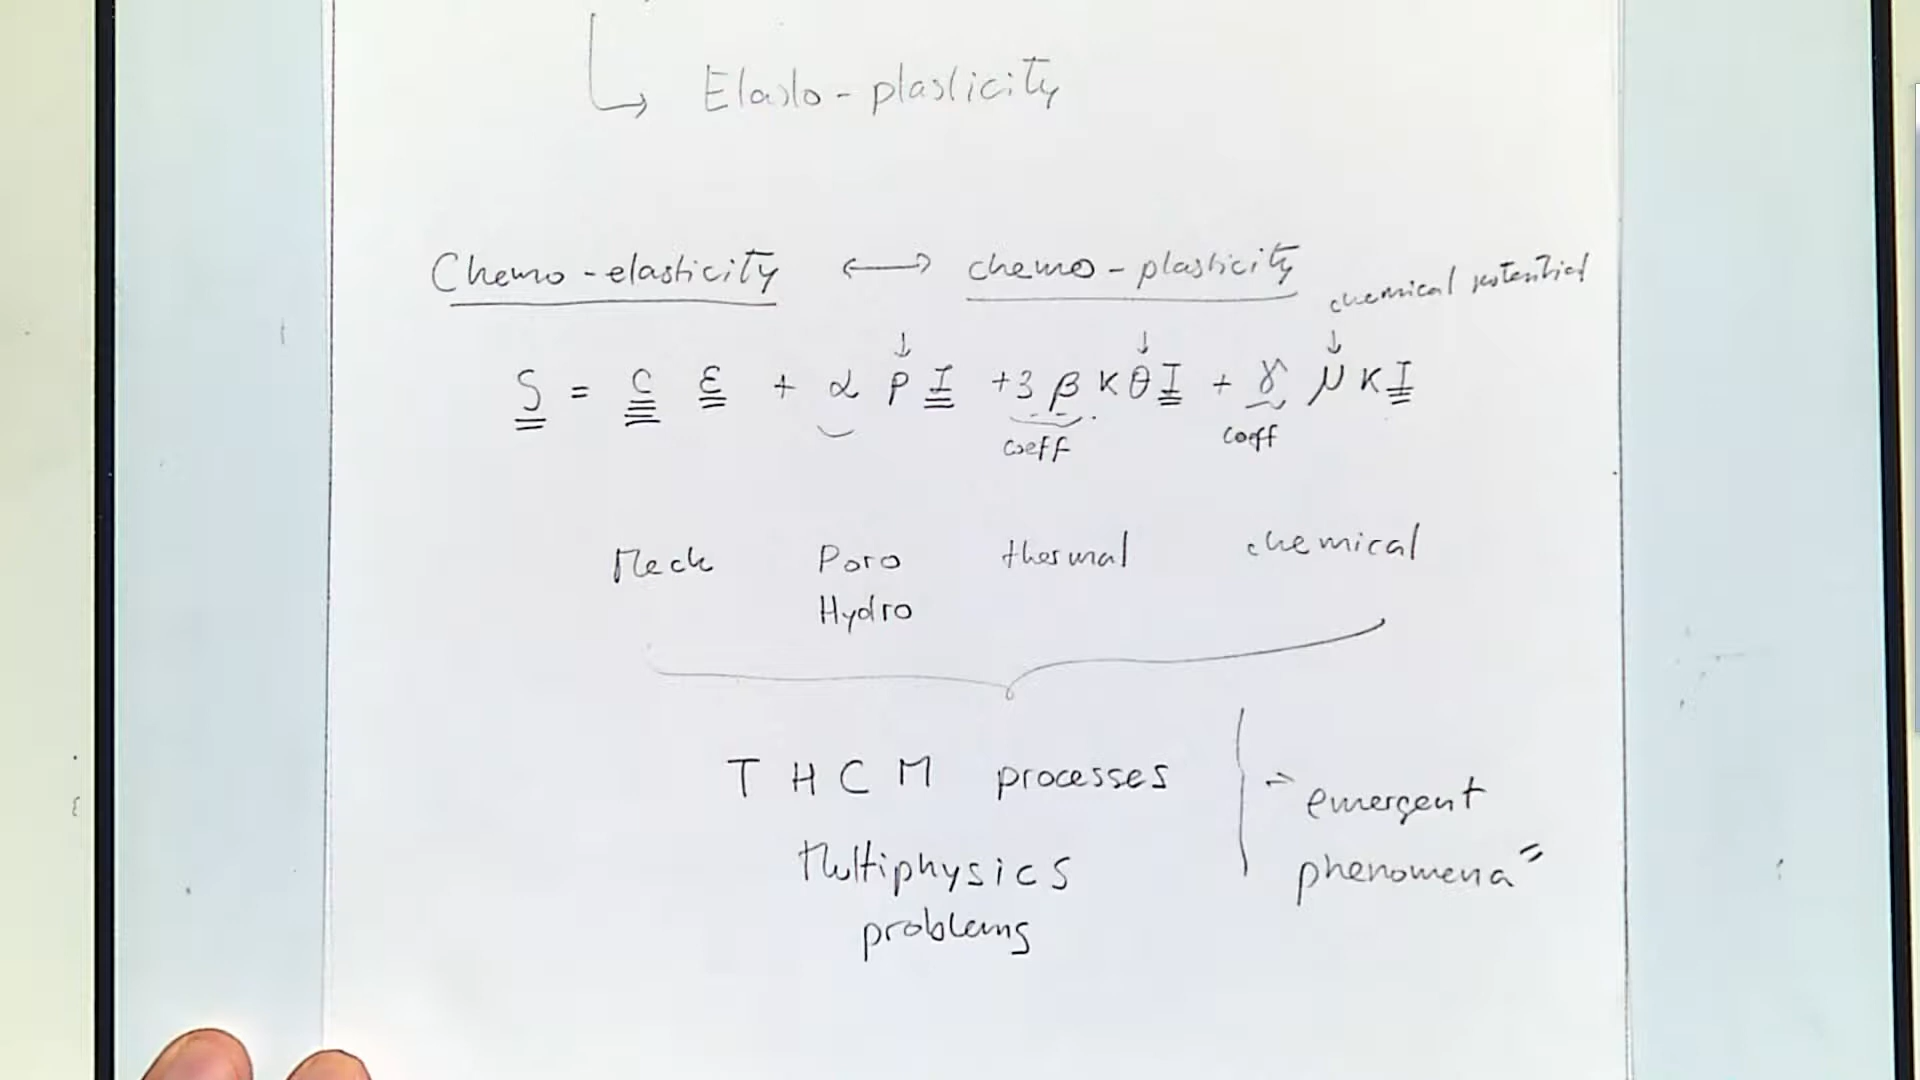 ↳ Elasto-plasticity
Chemo-elasticity ↔ chemo-plasticity
chemical potential
S = C ε + α P I + 3 β K θ I + γ μ K I
coeff coeff
Mech Poro thermal chemical
Hydro
T H C M processes
Multiphysics
problems
→ emergent
phenomena